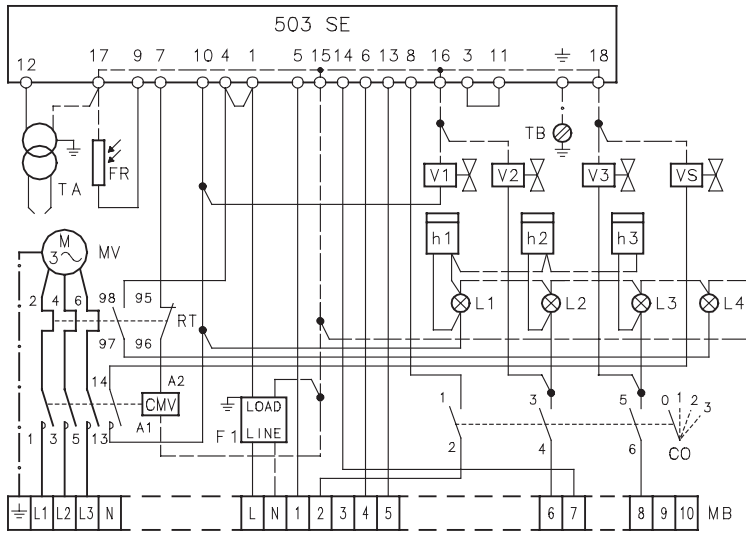 503 SE
12 17 9 7 10 4 1 5 15 14 6 13 8 16 3 11 18
TB
V1 V2 V3 VS
TA FR
h1 h2 h3
M
3
MV
2 4 6 98 95
RT
97 96
L1 L2 L3 L4
14 A2
CMV
LOAD
LINE
F1
1 3 5 13 A1
1 3 5 0 1 2 3
2 4 6 CO
L1 L2 L3 N L N 1 2 3 4 5 6 7 8 9 10 MB